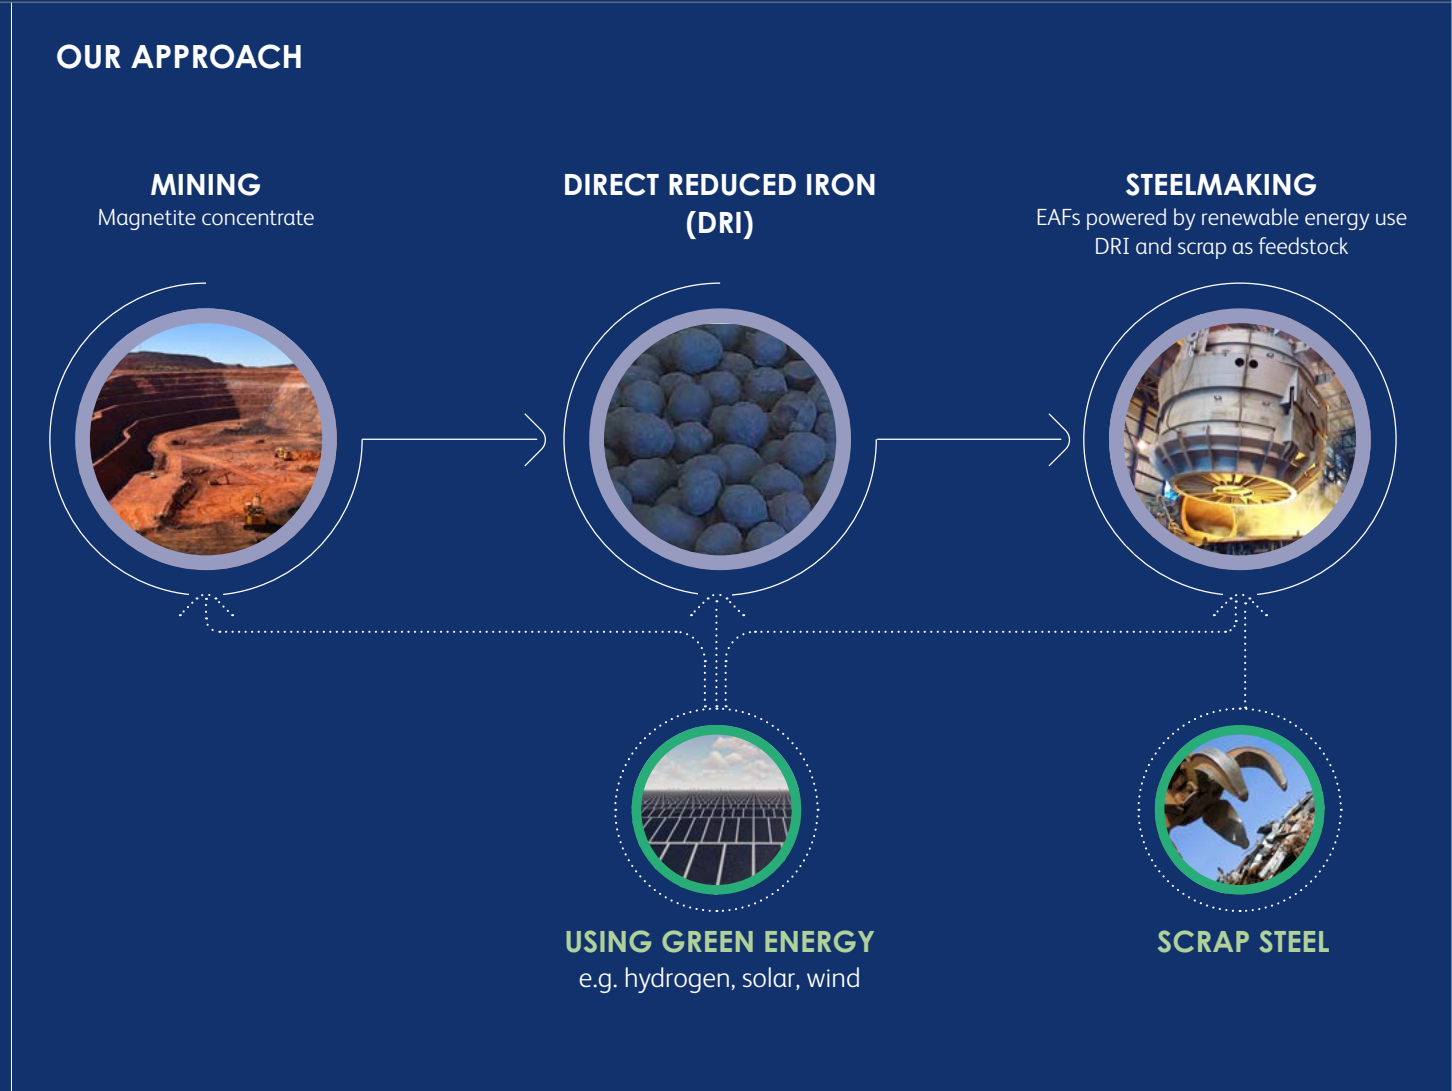 OUR APPROACH
MINING
Magnetite concentrate
DIRECT REDUCED IRON
(DRI)
STEELMAKING
EAFs powered by renewable energy use
DRI and scrap as feedstock
USING GREEN ENERGY
e.g. hydrogen, solar, wind
SCRAP STEEL